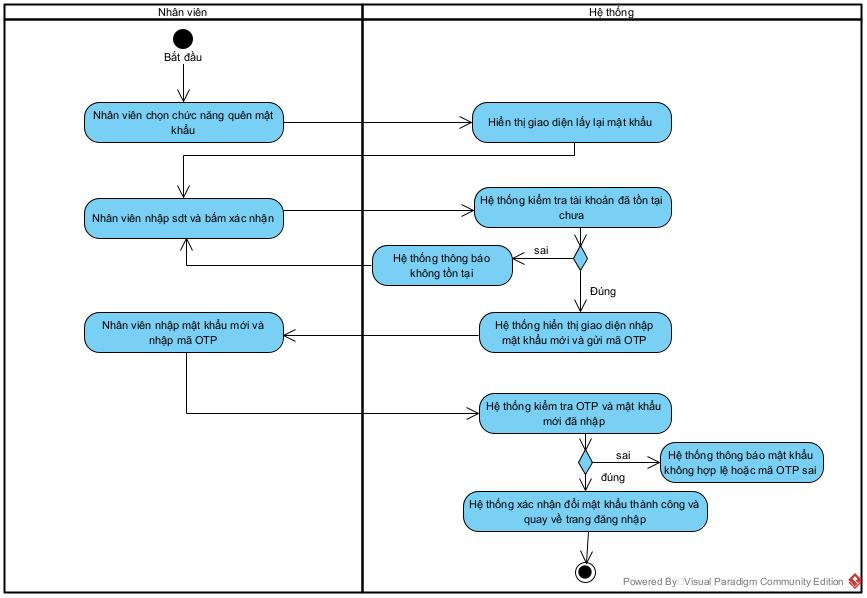 Nhân viên
Hệ thống
Bắt đầu
Nhân viên chọn chức năng quên mật
khẩu
Hiển thị giao diện lấy lại mật khẩu
Nhân viên nhập sdt và bấm xác nhận
Hệ thống kiểm tra tài khoản đã tồn tại
chưa
sai
Hệ thống thông báo
không tồn tại
Đúng
Nhân viên nhập mật khẩu mới và
nhập mã OTP
Hệ thống hiển thị giao diện nhập
mật khẩu mới và gửi mã OTP
Hệ thống kiểm tra OTP và mật khẩu
mới đã nhập
sai
Hệ thống thông báo mật khẩu
không hợp lệ hoặc mã OTP sai
đúng
Hệ thống xác nhận đổi mật khẩu thành công và
quay về trang đăng nhập
Powered By Visual Paradigm Community Edition